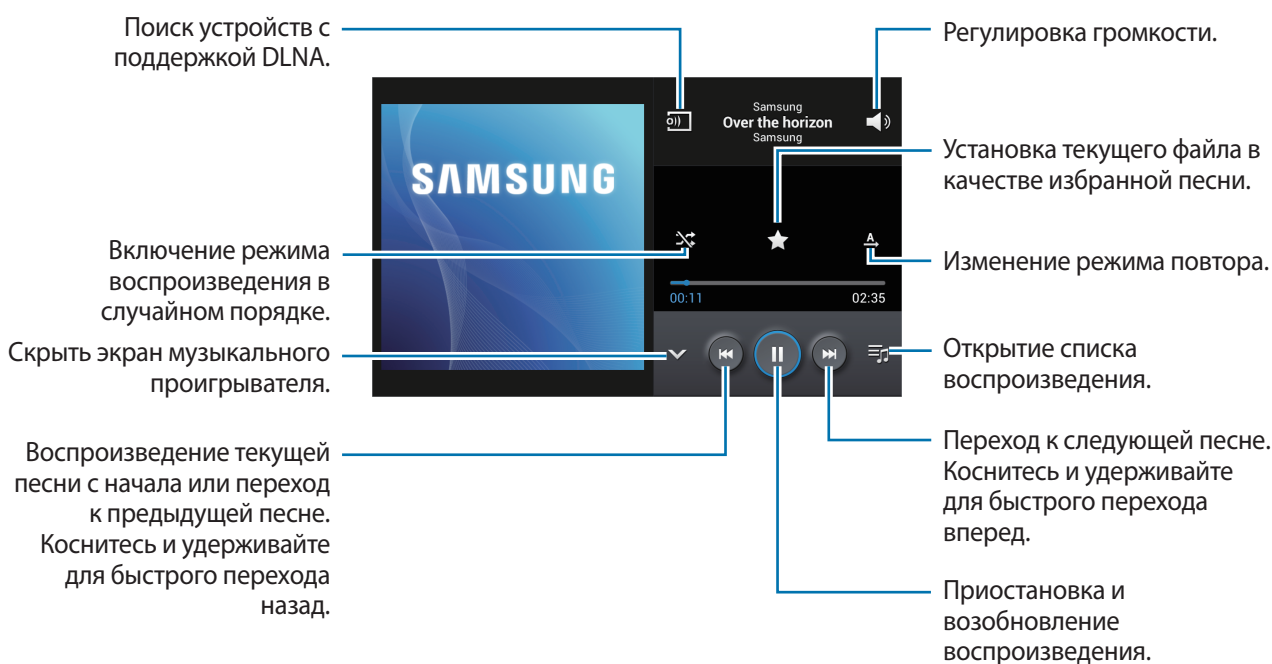 Поиск устройств с
поддержкой DLNA.
Регулировка громкости.
Samsung
Over the horizon
Samsung
SAMSUNG
Установка текущего файла в
качестве избранной песни.
Включение режима
воспроизведения в
случайном порядке.
A
Изменение режима повтора.
00:11
02:35
Скрыть экран музыкального
проигрывателя.
Открытие списка
воспроизведения.
Воспроизведение текущей
песни с начала или переход
к предыдущей песне.
Коснитесь и удерживайте
для быстрого перехода
назад.
Переход к следующей песне.
Коснитесь и удерживайте
для быстрого перехода
вперед.
Приостановка и
возобновление
воспроизведения.